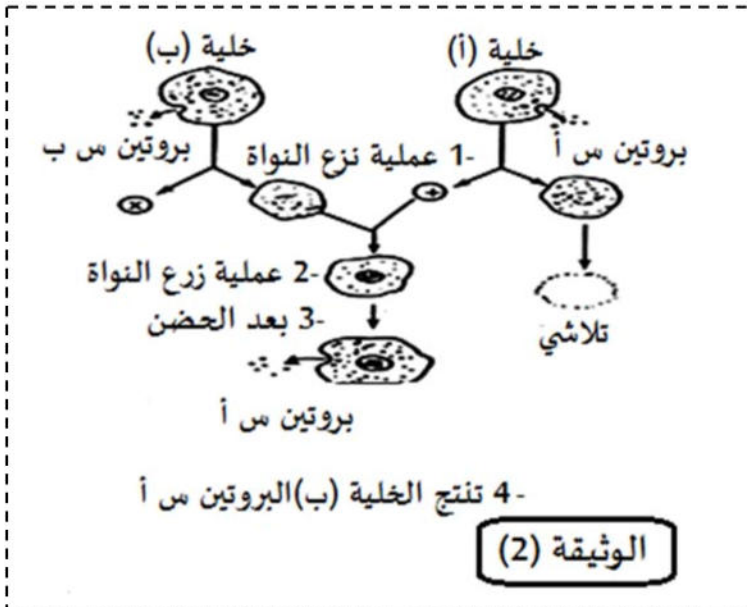 خلية (أ)
خلية (ب)
بروتين س أ
1- عملية نزع النواة
بروتين س ب
2- عملية زرع النواة
3- بعد الحضن
تلاشي
بروتين س أ
4- تنتج الخلية (ب)البروتين س أ
الوثيقة (2)